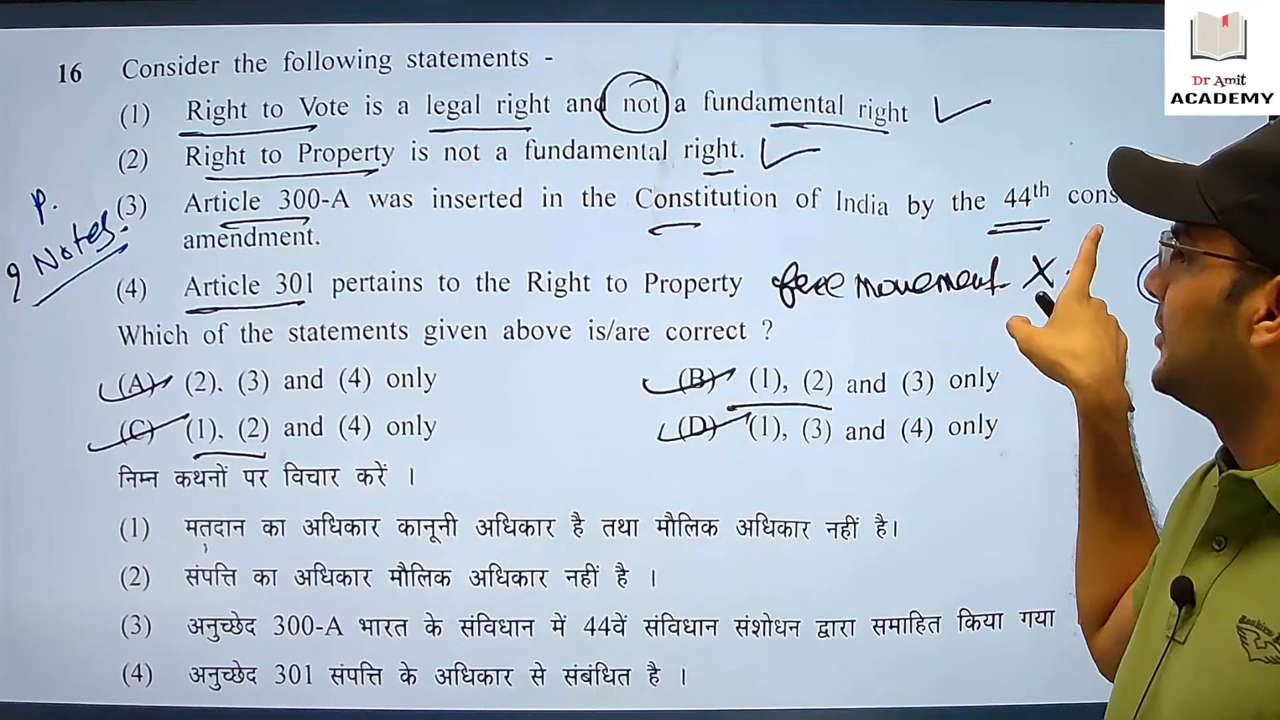 Dr Amit
ACADEMY
16 Consider the following statements -
(1) Right to Vote is a legal right and not a fundamental right
(2) Right to Property is not a fundamental right.
(3) Article 300-A was inserted in the Constitution of India by the 44th cons
amendment.
Notes.
(4) Article 301 pertains to the Right to Property free movement X
Which of the statements given above is/are correct ?
(A) (2). (3) and (4) only (B) (1), (2) and (3) only
(C) (1). (2) and (4) only (D) (1), (3) and (4) only
निम्न कथनों पर विचार करें ।
(1) मतदान का अधिकार कानूनी अधिकार है तथा मौलिक अधिकार नहीं है।
(2) संपत्ति का अधिकार मौलिक अधिकार नहीं है ।
(3) अनुच्छेद 300-A भारत के संविधान में 44वें संविधान संशोधन द्वारा समाहित किया गया
(4) अनुच्छेद 301 संपत्ति के अधिकार से संबंधित है ।